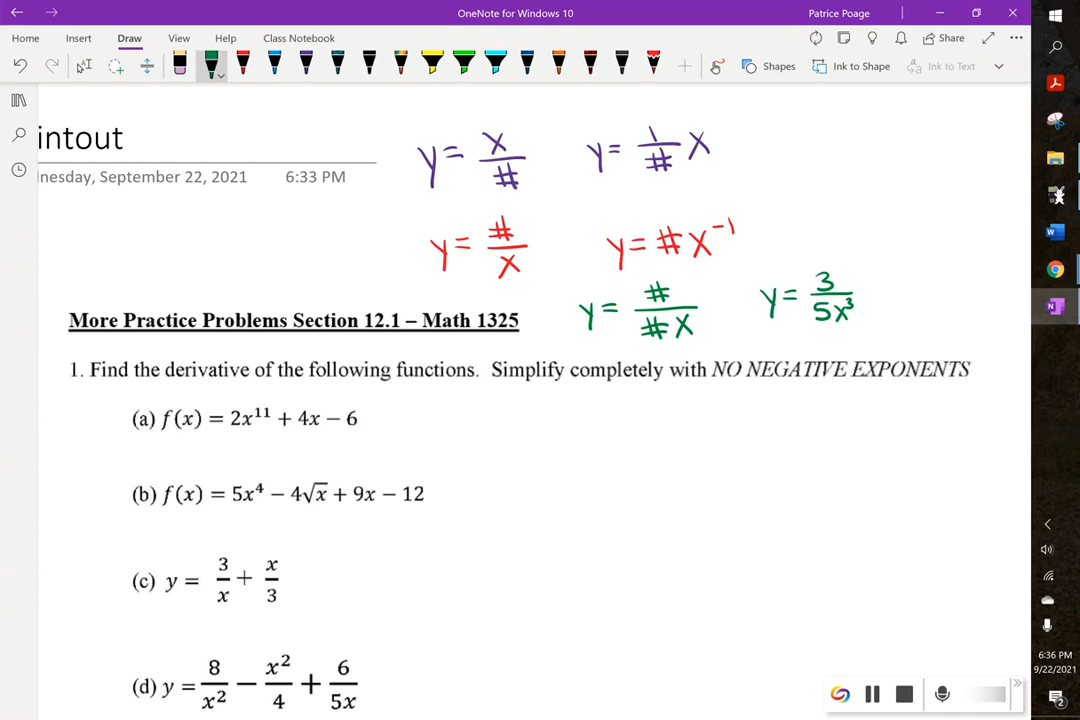 OneNote for Windows 10
Patrice Poage
Home Insert Draw View Help Class Notebook
Share
Shapes Ink to Shape Ink to Text
intout
nesday, September 22, 2021 6:33 PM
y = x/# y = 1/# x
y = #/x y = #x⁻¹
y = #/#x y = 3/5x³
More Practice Problems Section 12.1 – Math 1325
1. Find the derivative of the following functions. Simplify completely with NO NEGATIVE EXPONENTS
(a) f(x) = 2x¹¹ + 4x − 6
(b) f(x) = 5x⁴ − 4√x + 9x − 12
(c) y = 3/x + x/3
(d) y = 8/x² − x²/4 + 6/5x
6:36 PM
9/22/2021
2